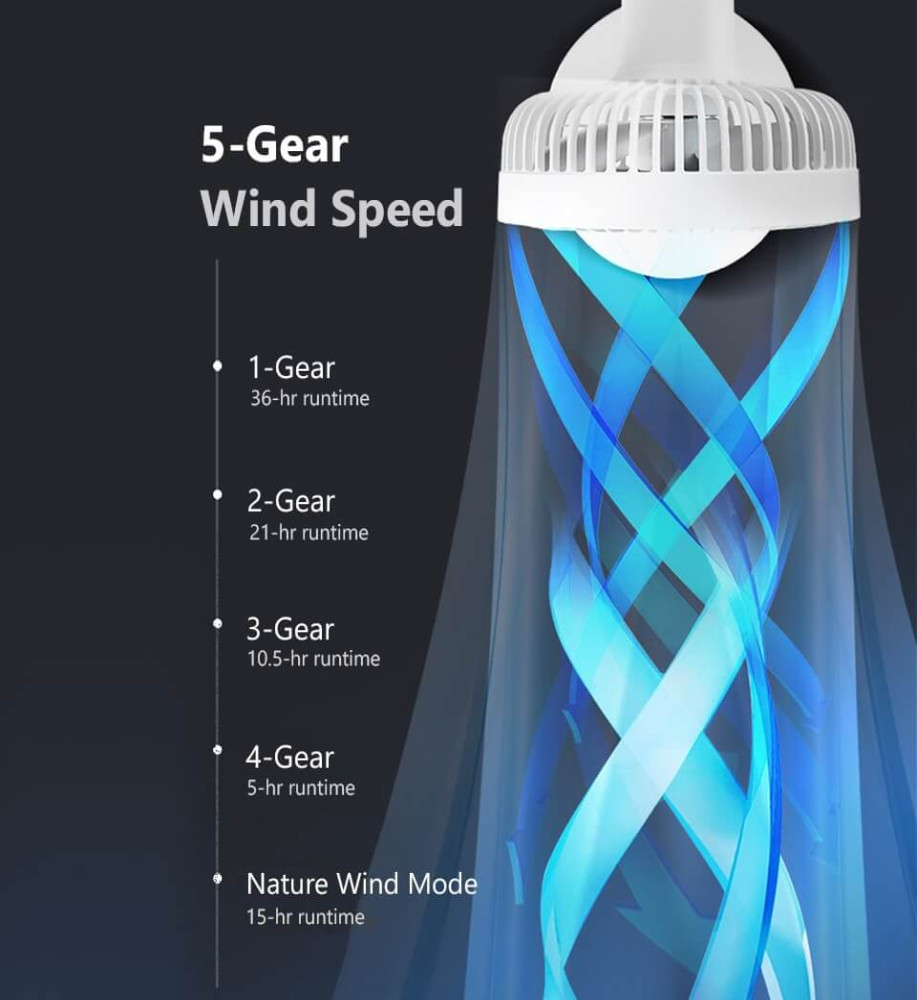 5-Gear
Wind Speed
1-Gear
36-hr runtime
2-Gear
21-hr runtime
3-Gear
10.5-hr runtime
4-Gear
5-hr runtime
Nature Wind Mode
15-hr runtime